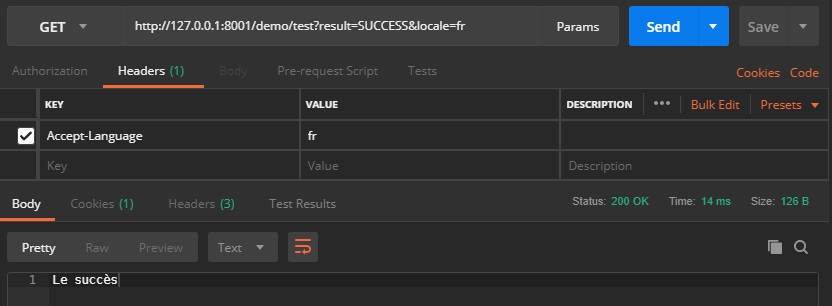 GET http://127.0.0.1:8001/demo/test?result=SUCCESS&locale=fr Params Send Save
Authorization Headers (1) Body Pre-request Script Tests Cookies Code
KEY VALUE DESCRIPTION ••• Bulk Edit Presets
Accept-Language fr
Key Value Description
Body Cookies (1) Headers (3) Test Results Status: 200 OK Time: 14 ms Size: 126 B
Pretty Raw Preview Text
1 Le succès